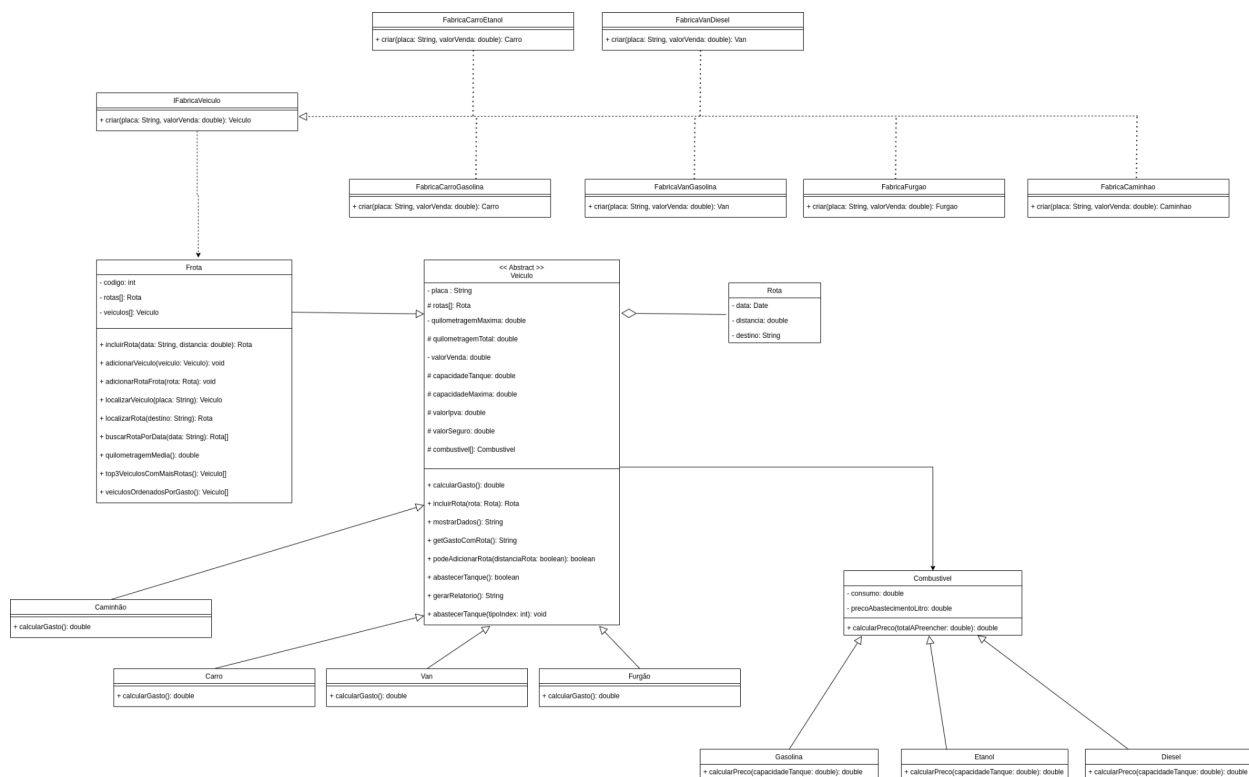 FabricaCarroEtanol
+ criar(placa: String, valorVenda: double): Carro
FabricaVanDiesel
+ criar(placa: String, valorVenda: double): Van
IFabricaVeiculo
+ criar(placa: String, valorVenda: double): Veiculo
FabricaCarroGasolina
+ criar(placa: String, valorVenda: double): Carro
FabricaVanGasolina
+ criar(placa: String, valorVenda: double): Van
FabricaFurgao
+ criar(placa: String, valorVenda: double): Furgao
FabricaCaminhao
+ criar(placa: String, valorVenda: double): Caminhao
Frota
- codigo: int
- rotas[]: Rota
- veiculos[]: Veiculo
+ incluirRota(data: String, distancia: double): Rota
+ adicionarVeiculo(veiculo: Veiculo): void
+ adicionarRotaFrota(rota: Rota): void
+ localizarVeiculo(placa: String): Veiculo
+ localizarRota(destino: String): Rota
+ buscarRotaPorData(data: String): Rota[]
+ quilometragemMedia(): double
+ top3VeiculosComMaisRotas(): Veiculo[]
+ veiculosOrdenadosPorGasto(): Veiculo[]
<< Abstract >>
Veiculo
- placa : String
# rotas[]: Rota
- quilometragemMaxima: double
# quilometragemTotal: double
- valorVenda: double
# capacidadeTanque: double
# capacidadeMaxima: double
# valorIpva: double
# valorSeguro: double
# combustivel[]: Combustivel
+ calcularGasto(): double
+ incluirRota(rota: Rota): Rota
+ mostrarDados(): String
+ getGastoComRota(): String
+ podeAdicionarRota(distanciaRota: boolean): boolean
+ abastecerTanque(): boolean
+ gerarRelatorio(): String
+ abastecerTanque(tipoIndex: int): void
Rota
- data: Date
- distancia: double
- destino: String
Combustivel
- consumo: double
- precoAbastecimentoLitro: double
+ calcularPreco(totalAPreencher: double): double
Caminhão
+ calcularGasto(): double
Carro
+ calcularGasto(): double
Van
+ calcularGasto(): double
Furgão
+ calcularGasto(): double
Gasolina
+ calcularPreco(capacidadeTanque: double): double
Etanol
+ calcularPreco(capacidadeTanque: double): double
Diesel
+ calcularPreco(capacidadeTanque: double): double